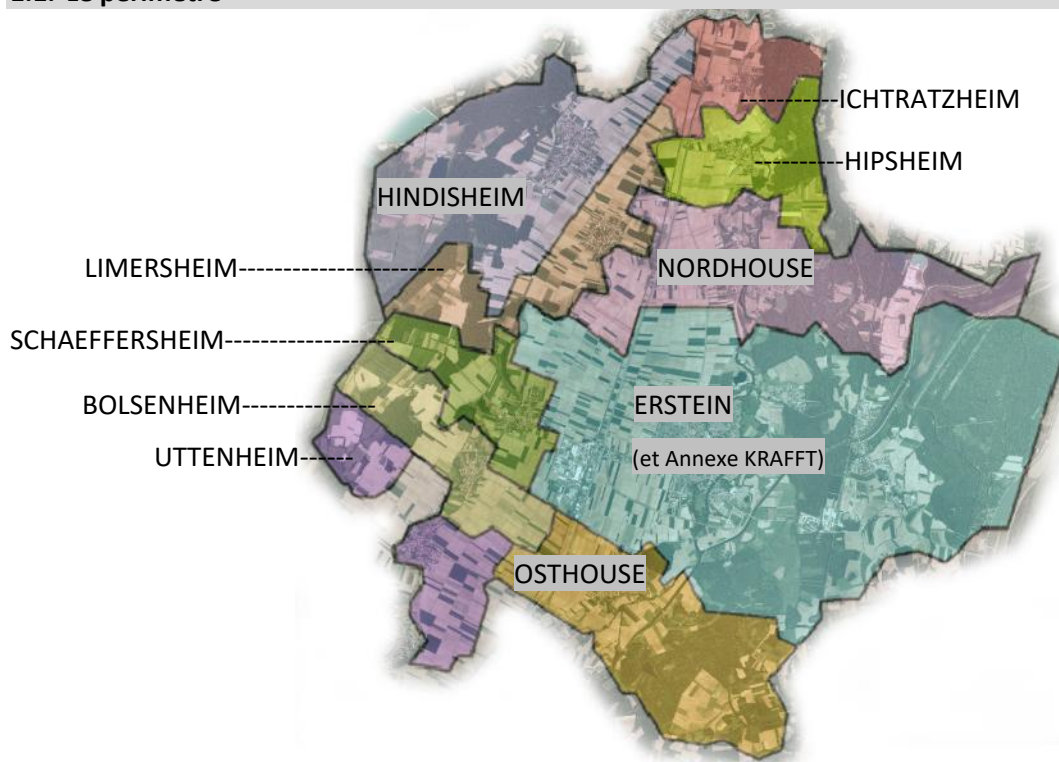 ICHTRATZHEIM
HIPSHEIM
HINDISHEIM
LIMERSHEIM
NORDHOUSE
SCHAEFFERSHEIM
BOLSENHEIM
ERSTEIN
UTTENHEIM
(et Annexe KRAFFT)
OSTHOUSE